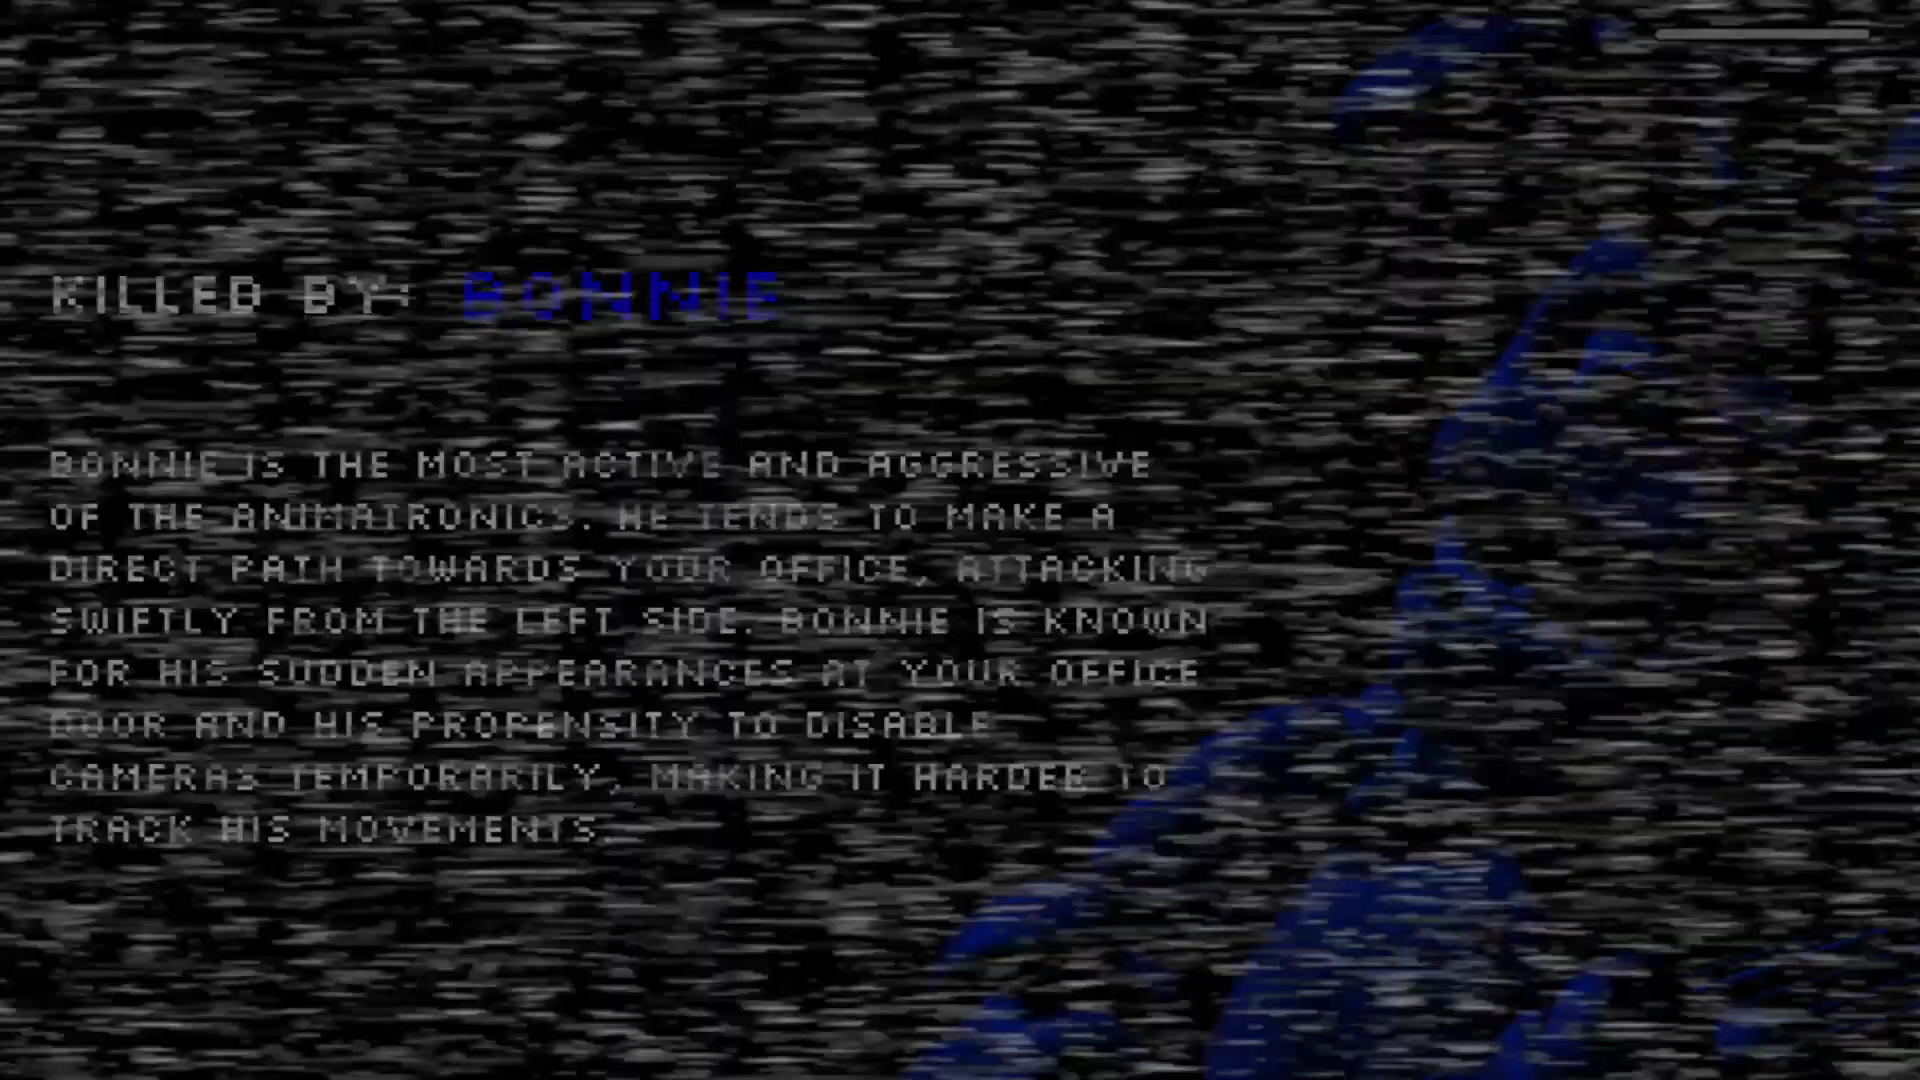 KILLED BY: BONNIE
BONNIE IS THE MOST ACTIVE AND AGGRESSIVE
OF THE ANIMATRONICS. HE TENDS TO MAKE A
DIRECT PATH TOWARDS YOUR OFFICE, ATTACKING
SWIFTLY FROM THE LEFT SIDE. BONNIE IS KNOWN
FOR HIS SUDDEN APPEARANCES AT YOUR OFFICE
DOOR AND HIS PROPENSITY TO DISABLE
CAMERAS TEMPORARILY, MAKING IT HARDER TO
TRACK HIS MOVEMENTS.